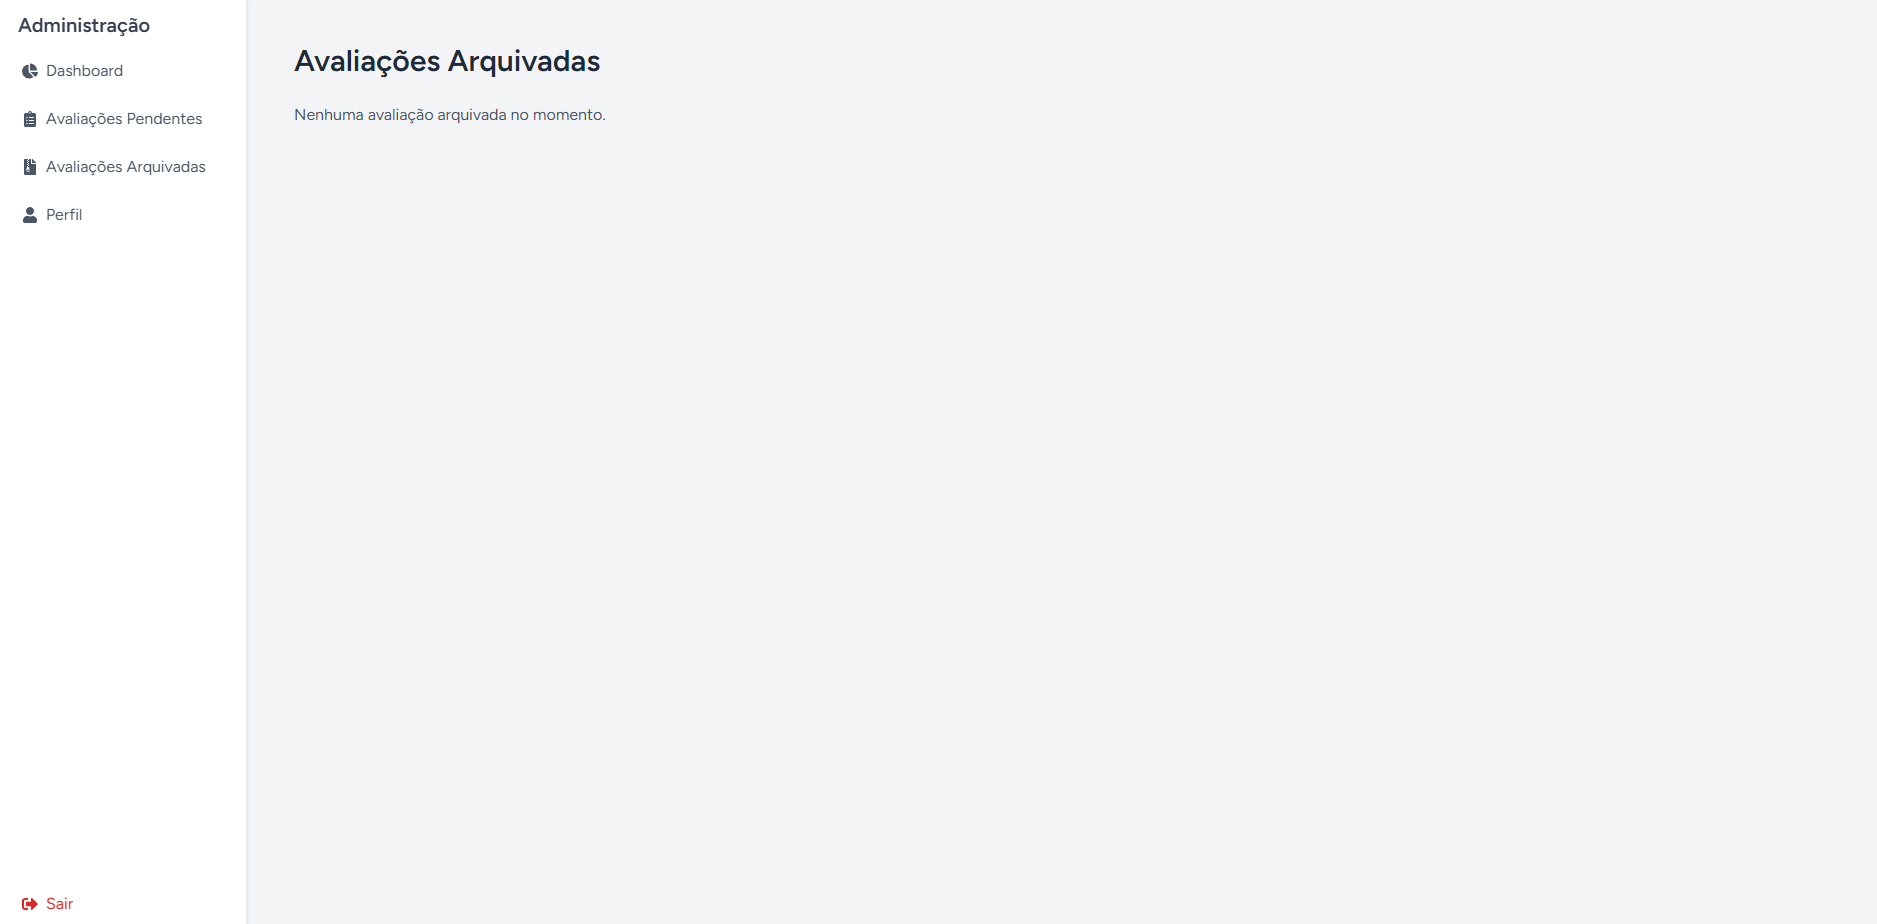 Administração
Dashboard
Avaliações Pendentes
Avaliações Arquivadas
Perfil
Sair
Avaliações Arquivadas
Nenhuma avaliação arquivada no momento.